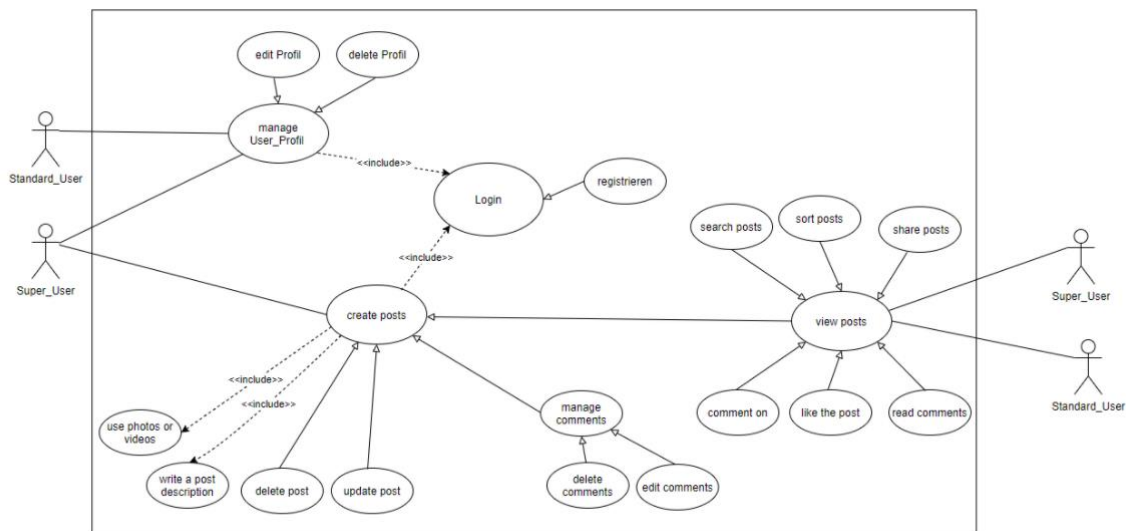 edit Profil
delete Profil
manage
User_Profil
Standard_User
<<include>>
Login
registrieren
search posts
sort posts
share posts
Super_User
<<include>>
Super_User
create posts
view posts
<<include>>
<<include>>
Standard_User
comment on
like the post
read comments
manage
comments
use photos or
videos
write a post
description
delete post
update post
delete
comments
edit comments